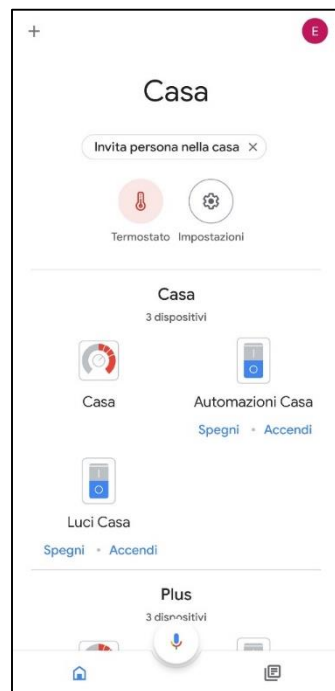 E
Casa
Invita persona nella casa ×
Termostato Impostazioni
Casa
3 dispositivi
Casa Automazioni Casa
Spegni • Accendi
Luci Casa
Spegni • Accendi
Plus
3 dispositivi